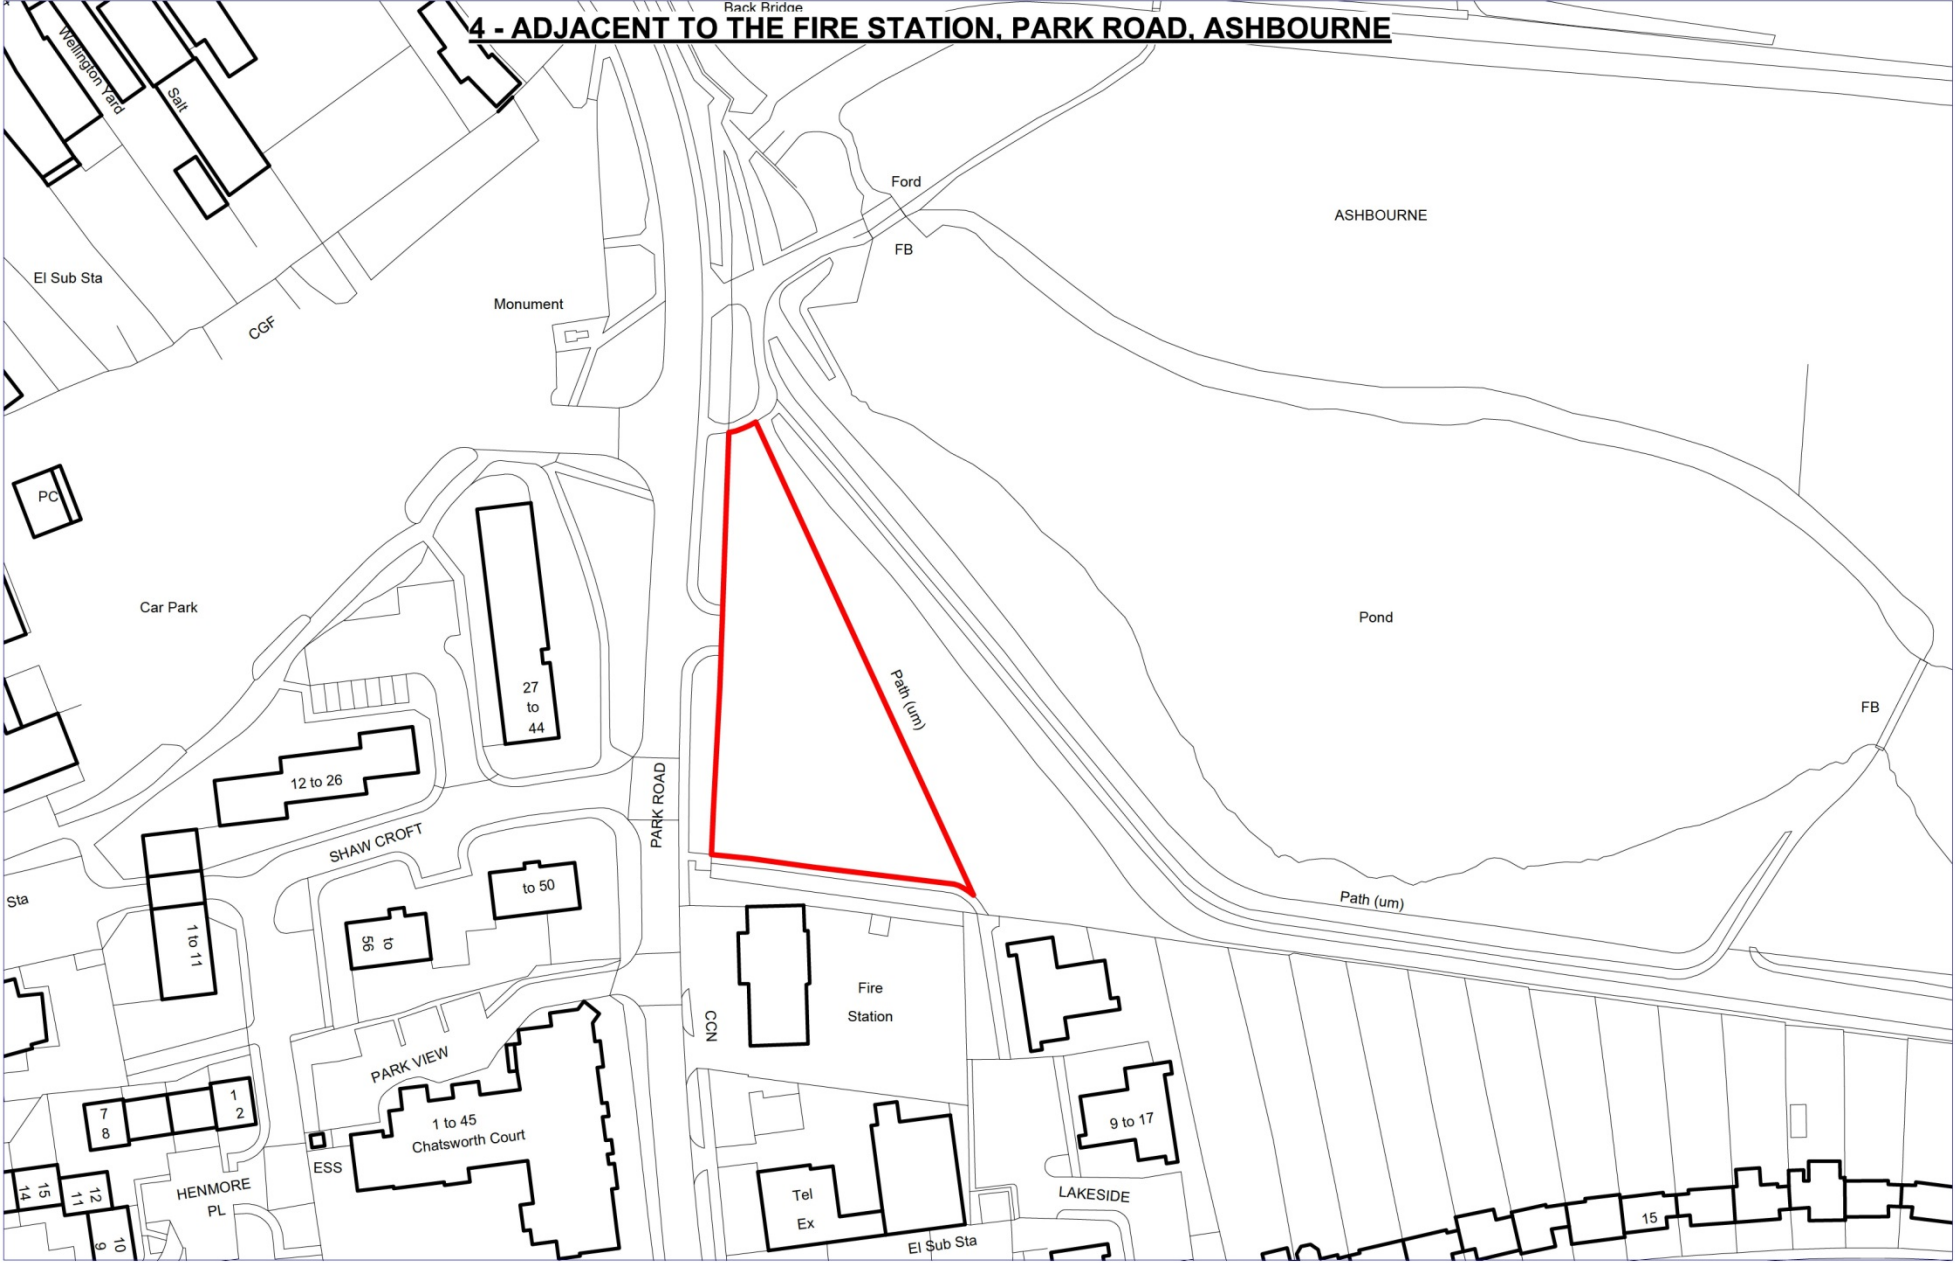 Back Bridge
4 - ADJACENT TO THE FIRE STATION, PARK ROAD, ASHBOURNE
Wellington Yard
Salt
Ford
ASHBOURNE
FB
El Sub Sta
Monument
CGF
PC
Car Park
Pond
27
to
44
Path (um)
FB
12 to 26
PARK ROAD
SHAW CROFT
to 50
Sta
Path (um)
1 to 11
to
56
Fire
Station
CCN
PARK VIEW
1
2
7
8
1 to 45
Chatsworth Court
9 to 17
ESS
HENMORE
PL
14
15
11
12
9
10
Tel
Ex
LAKESIDE
El Sub Sta
15